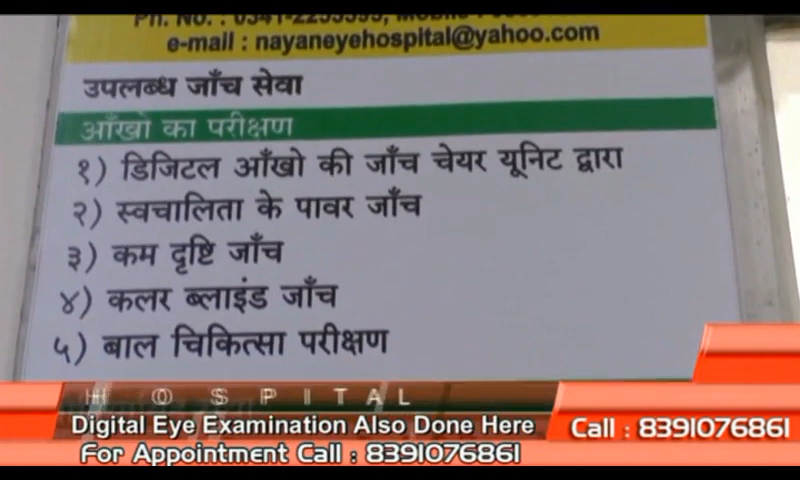 e-mail : nayaneyehospital@yahoo.com
उपलब्ध जाँच सेवा
आँखो का परीक्षण
१) डिजिटल आँखो की जाँच चेयर यूनिट द्वारा
२) स्वचालिता के पावर जाँच
३) कम दृष्टि जाँच
४) कलर ब्लाइंड जाँच
५) बाल चिकित्सा परीक्षण
HOSPITAL
Digital Eye Examination Also Done Here
Call : 8391076861
For Appointment Call : 8391076861